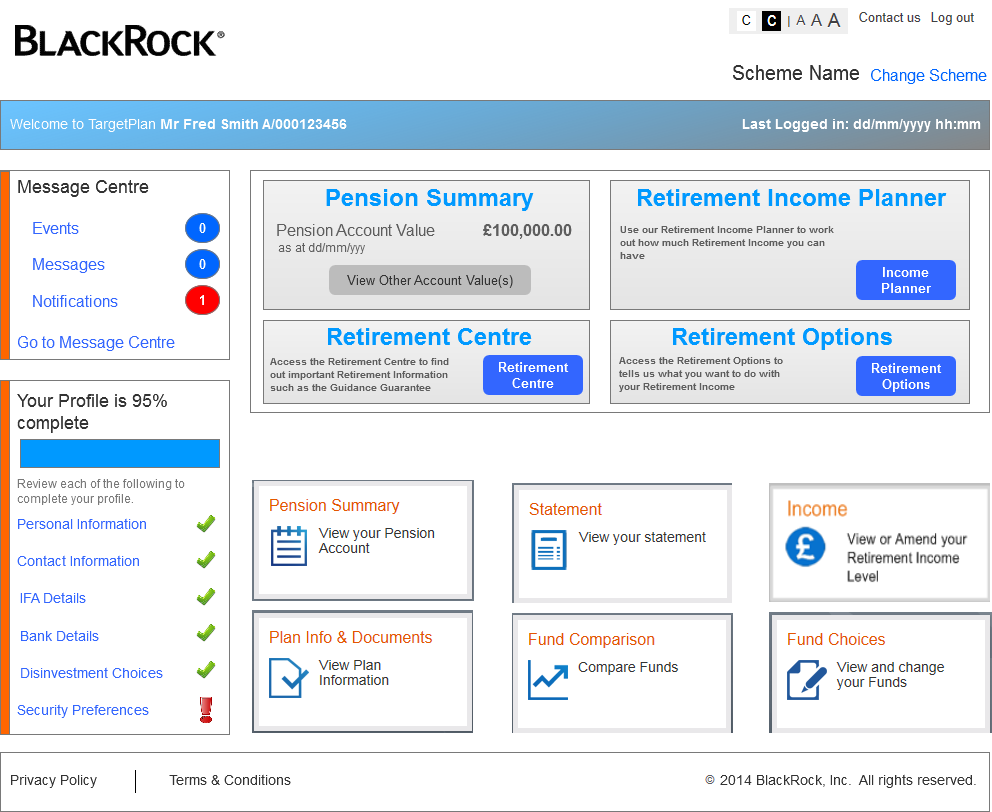 C C | A A A Contact us Log out
BLACKROCK®
Scheme Name Change Scheme
Welcome to TargetPlan Mr Fred Smith A/000123456
Last Logged in: dd/mm/yyyy hh:mm
Message Centre
Events 0
Messages 0
Notifications 1
Go to Message Centre
Your Profile is 95%
complete
Review each of the following to
complete your profile.
Personal Information
Contact Information
IFA Details
Bank Details
Disinvestment Choices
Security Preferences
Pension Summary
Pension Account Value £100,000.00
as at dd/mm/yyy
View Other Account Value(s)
Retirement Income Planner
Use our Retirement Income Planner to work
out how much Retirement Income you can
have
Income
Planner
Retirement Centre
Access the Retirement Centre to find
out important Retirement Information
such as the Guidance Guarantee
Retirement
Centre
Retirement Options
Access the Retirement Options to
tells us what you want to do with
your Retirement Income
Retirement
Options
Pension Summary
View your Pension
Account
Statement
View your statement
Income
£
View or Amend your
Retirement Income
Level
Plan Info & Documents
View Plan
Information
Fund Comparison
Compare Funds
Fund Choices
View and change
your Funds
Privacy Policy | Terms & Conditions
© 2014 BlackRock, Inc. All rights reserved.